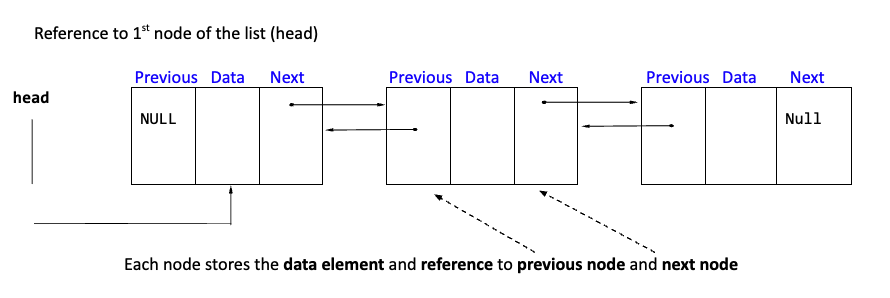 Reference to 1st node of the list (head)
Previous Data Next Previous Data Next Previous Data Next
head
NULL Null
Each node stores the data element and reference to previous node and next node